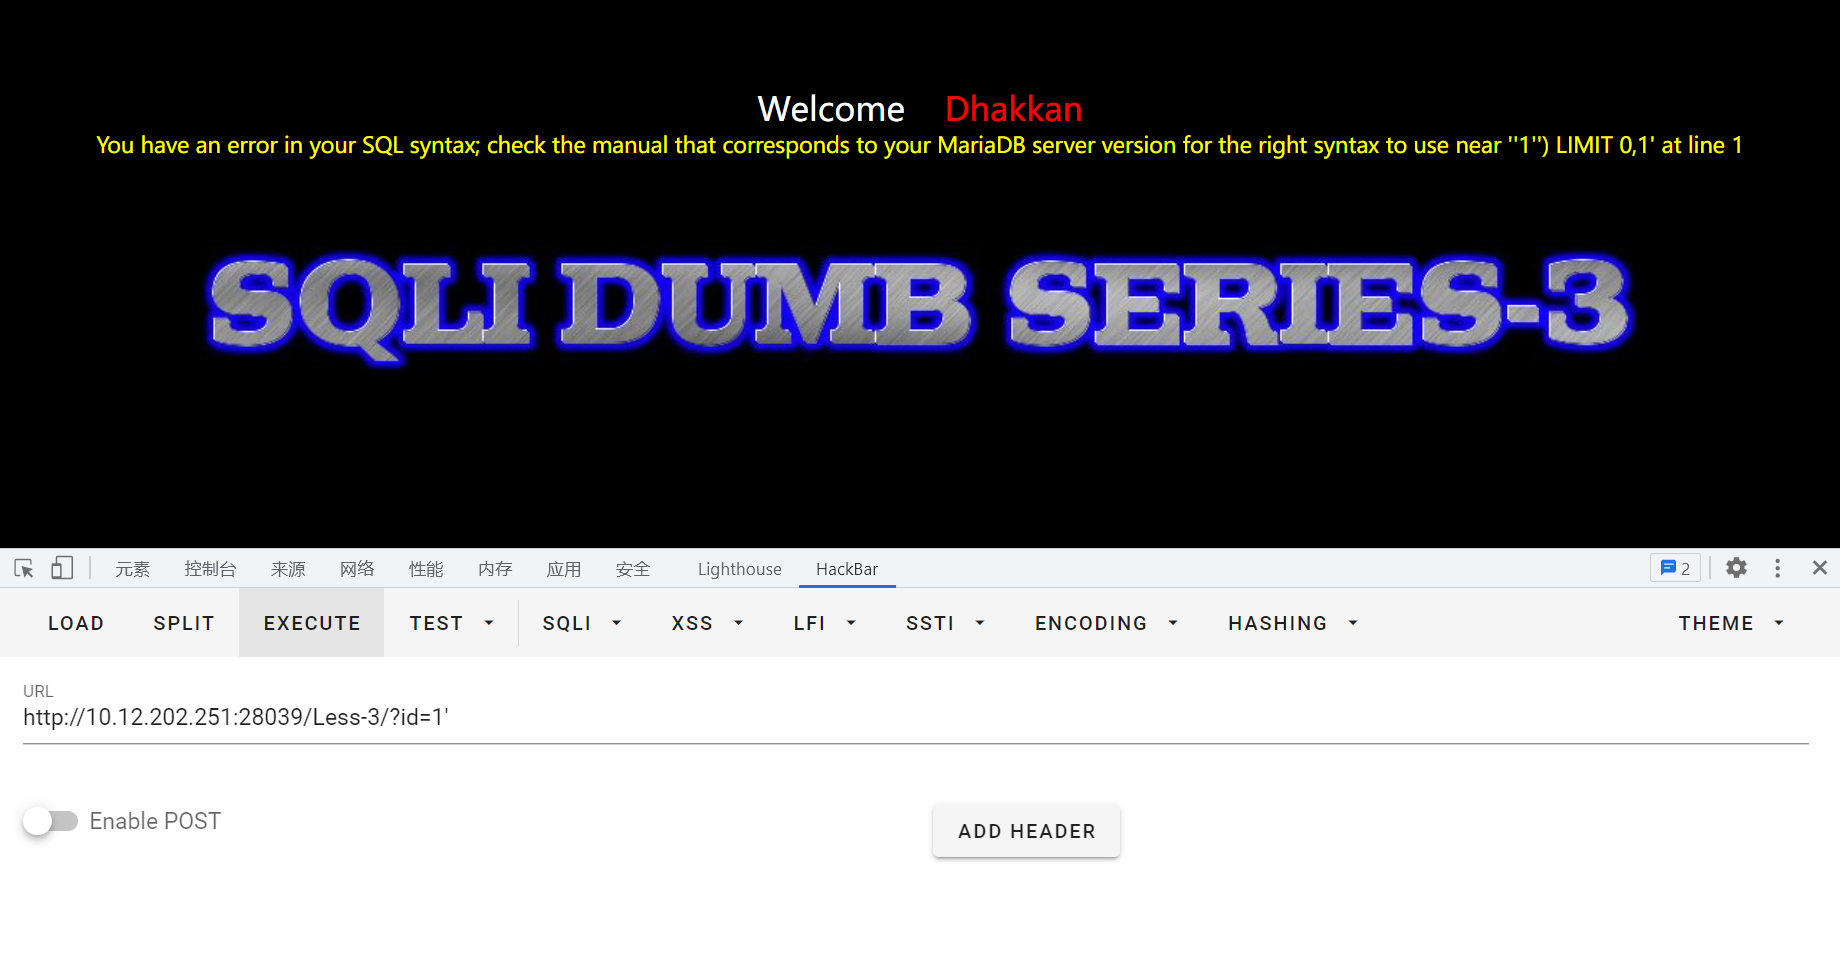 Welcome Dhakkan
You have an error in your SQL syntax; check the manual that corresponds to your MariaDB server version for the right syntax to use near ''1'') LIMIT 0,1' at line 1
SQLI DUMB SERIES-3
元素 控制台 来源 网络 性能 内存 应用 安全 Lighthouse HackBar 2
LOAD SPLIT EXECUTE TEST SQLI XSS LFI SSTI ENCODING HASHING THEME
URL
http://10.12.202.251:28039/Less-3/?id=1'
Enable POST ADD HEADER